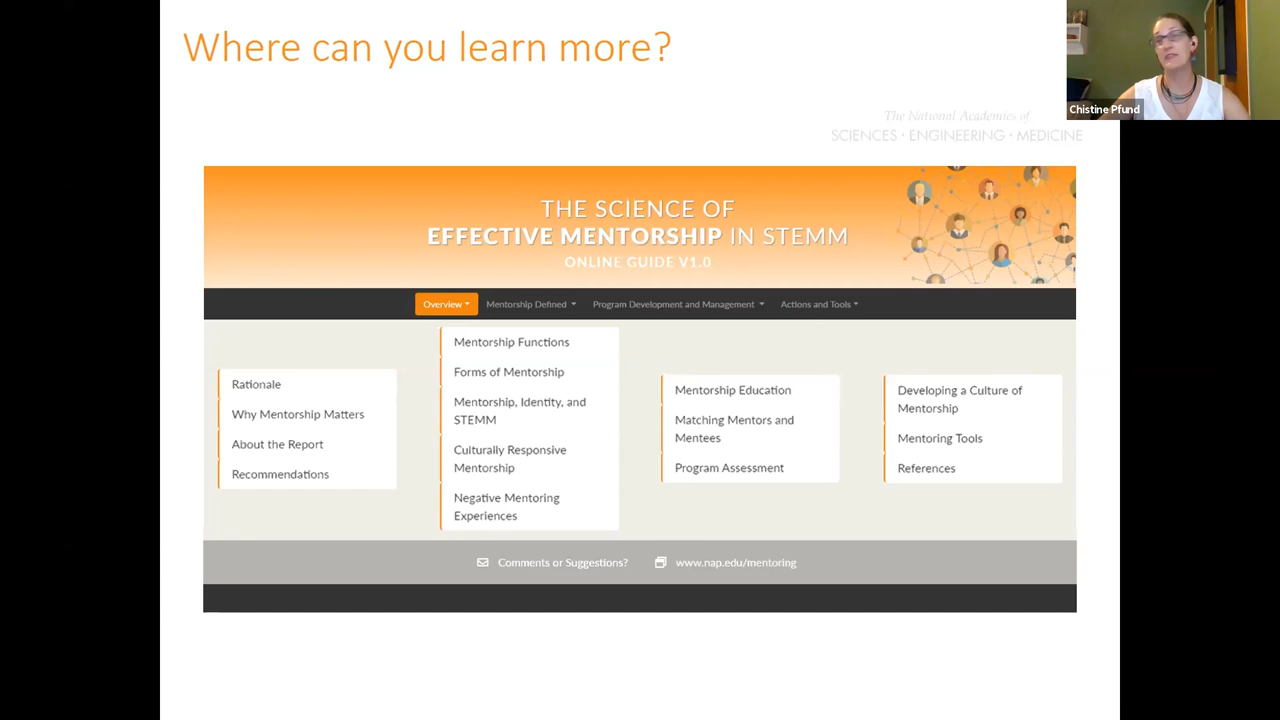 Where can you learn more?
Chistine Pfund
The National Academies of
SCIENCES · ENGINEERING · MEDICINE
THE SCIENCE OF
EFFECTIVE MENTORSHIP IN STEMM
ONLINE GUIDE V1.0
Overview
Mentorship Defined
Program Development and Management
Actions and Tools
Rationale
Why Mentorship Matters
About the Report
Recommendations
Mentorship Functions
Forms of Mentorship
Mentorship, Identity, and
STEMM
Culturally Responsive
Mentorship
Negative Mentoring
Experiences
Mentorship Education
Matching Mentors and
Mentees
Program Assessment
Developing a Culture of
Mentorship
Mentoring Tools
References
Comments or Suggestions?
www.nap.edu/mentoring